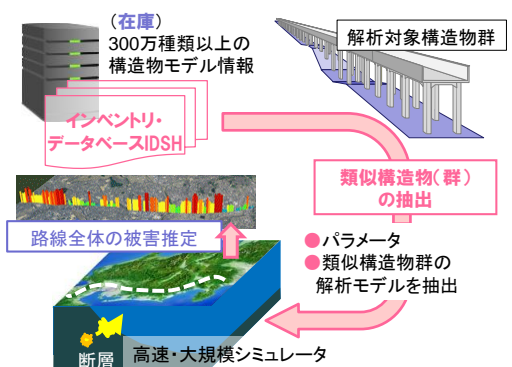 （在庫）
300万種類以上の
構造物モデル情報
インベントリ・
データベースIDSH
解析対象構造物群
類似構造物（群）
の抽出
●パラメータ
●類似構造物群の
解析モデルを抽出
路線全体の被害推定
断層
高速・大規模シミュレータ